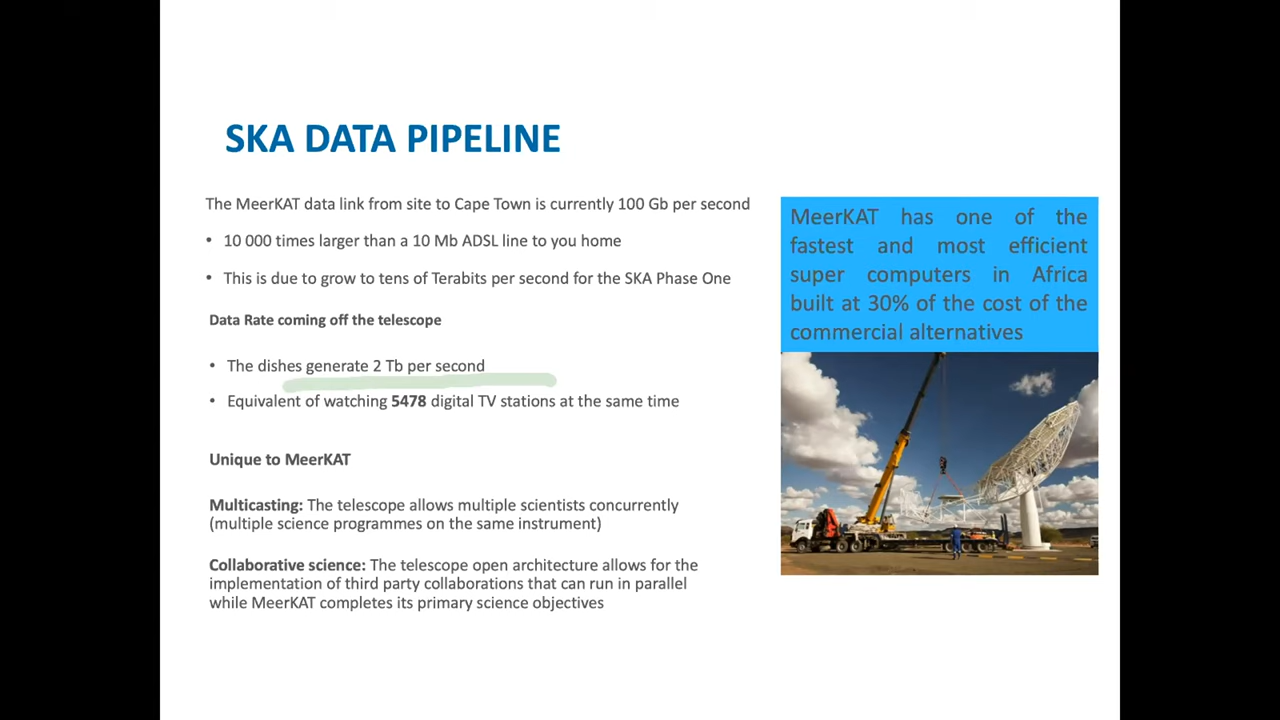 SKA DATA PIPELINE
The MeerKAT data link from site to Cape Town is currently 100 Gb per second
• 10 000 times larger than a 10 Mb ADSL line to you home
• This is due to grow to tens of Terabits per second for the SKA Phase One
Data Rate coming off the telescope
• The dishes generate 2 Tb per second
• Equivalent of watching 5478 digital TV stations at the same time
Unique to MeerKAT
Multicasting: The telescope allows multiple scientists concurrently
(multiple science programmes on the same instrument)
Collaborative science: The telescope open architecture allows for the
implementation of third party collaborations that can run in parallel
while MeerKAT completes its primary science objectives
MeerKAT has one of the
fastest and most efficient
super computers in Africa
built at 30% of the cost of the
commercial alternatives